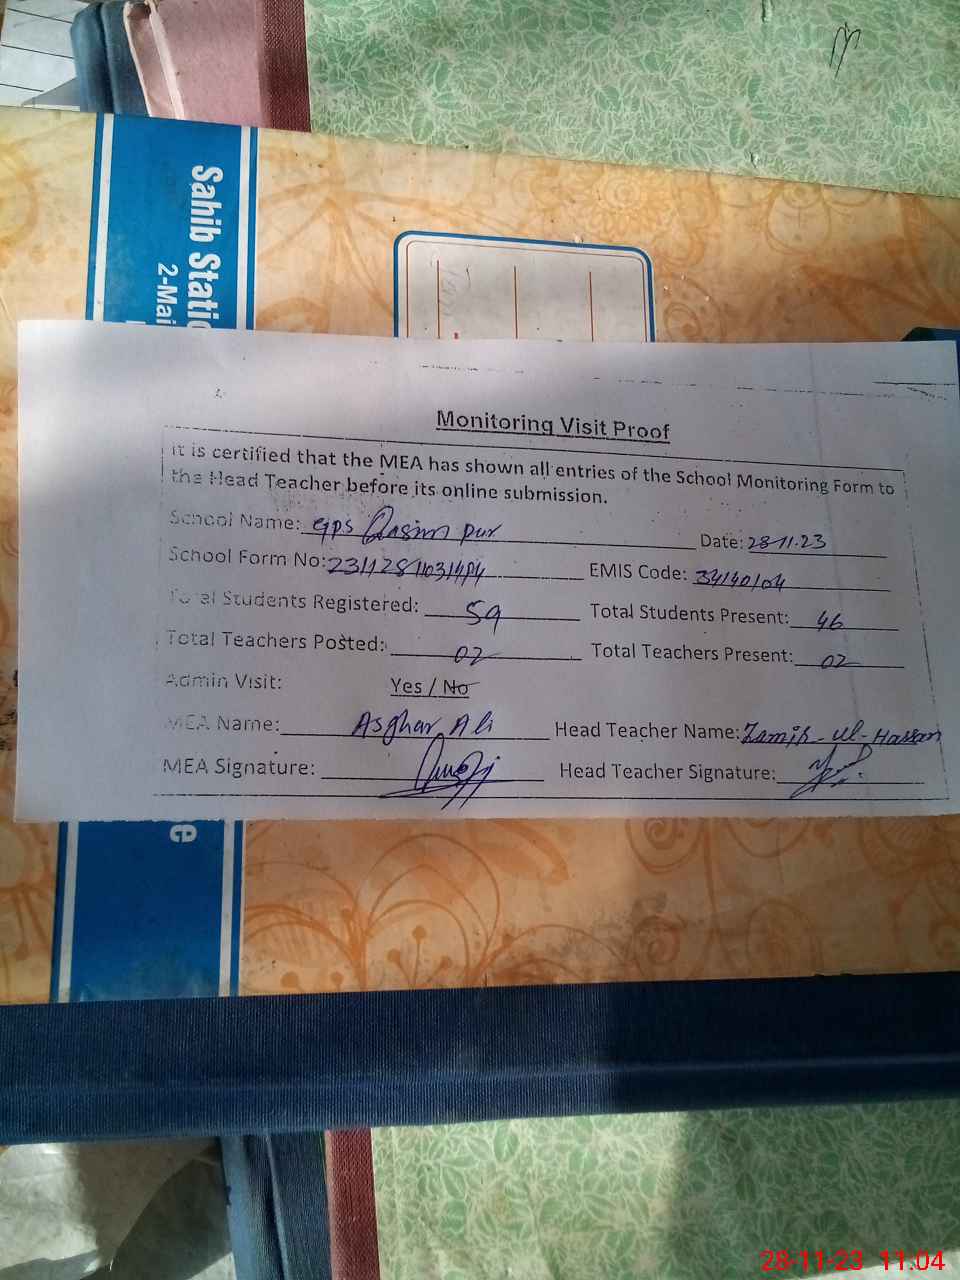 Sahib Statio
2-Mai
e
Monitoring Visit Proof
It is certified that the MEA has shown all entries of the School Monitoring Form to
the Head Teacher before its online submission.
School Name: GPS Qasim Pur Date: 28-11-23
School Form No: EMIS Code: 34140104
Total Students Registered: 59 Total Students Present: 46
Total Teachers Posted: 02 Total Teachers Present: 02
Admin Visit: Yes / No
MEA Name: Asghar Ali Head Teacher Name: Zamir-ul-Hassan
MEA Signature: Head Teacher Signature:
28-11-23 11:04